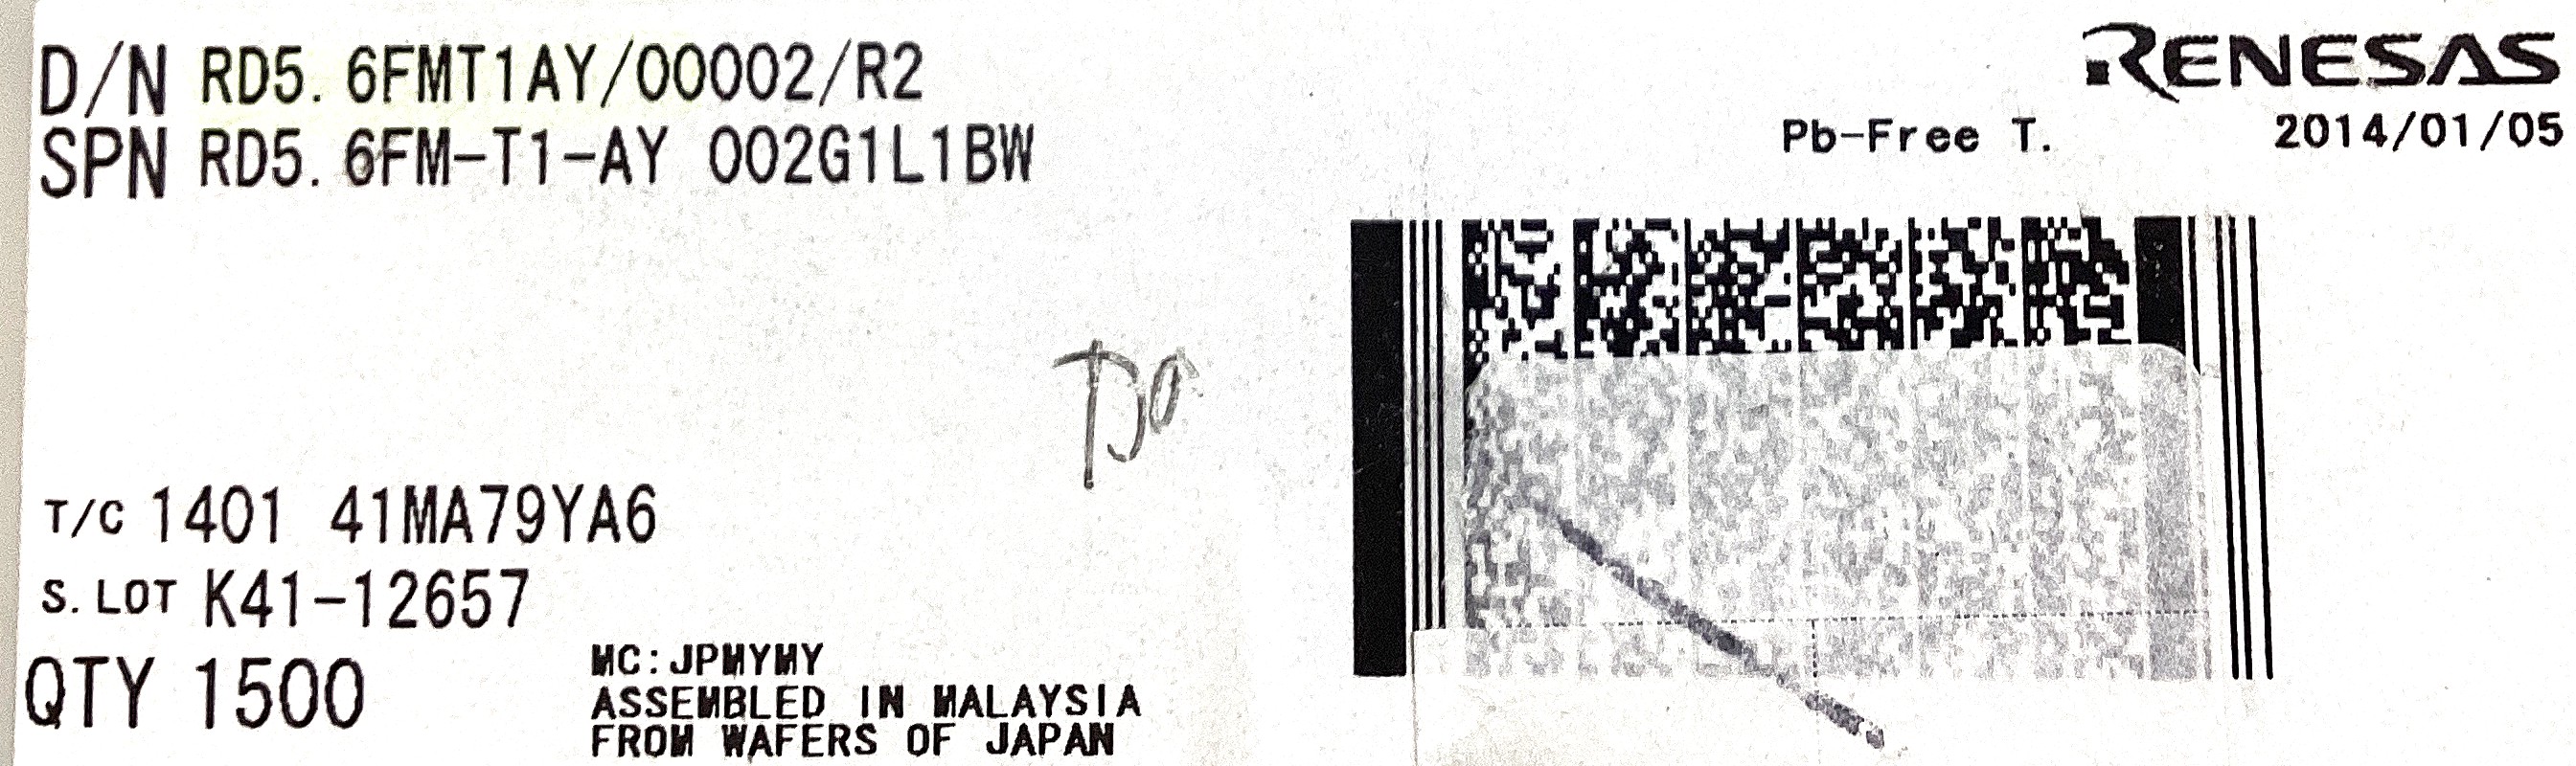 D/N RD5. 6FMT1AY/00002/R2
RENESAS
SPN RD5. 6FM-T1-AY 002G1L1BW
Pb-Free T. 2014/01/05
T/C 1401 41MA79YA6
S. LOT K41-12657
QTY 1500
MC:JPMYMY
ASSEMBLED IN MALAYSIA
FROM WAFERS OF JAPAN